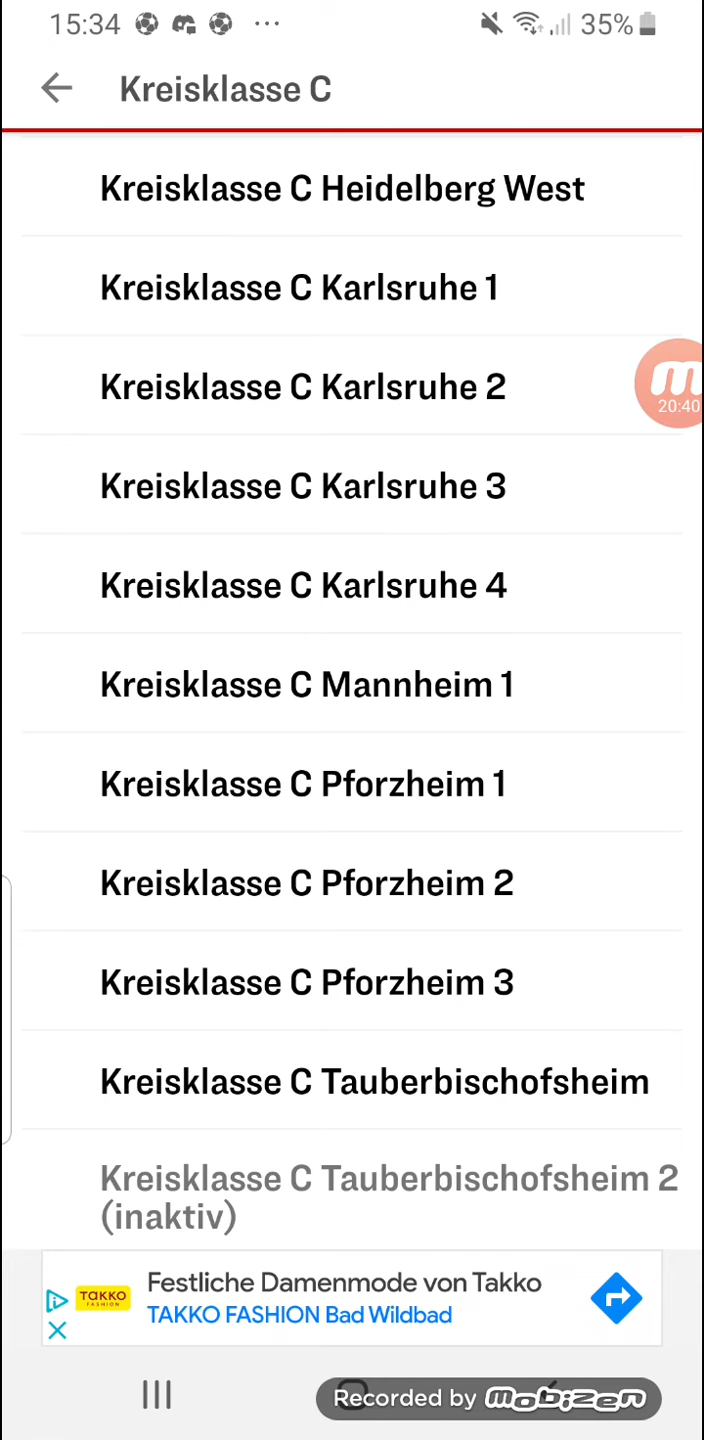 15:34
35%
Kreisklasse C
Kreisklasse C Heidelberg West
Kreisklasse C Karlsruhe 1
Kreisklasse C Karlsruhe 2
m
20:40
Kreisklasse C Karlsruhe 3
Kreisklasse C Karlsruhe 4
Kreisklasse C Mannheim 1
Kreisklasse C Pforzheim 1
Kreisklasse C Pforzheim 2
Kreisklasse C Pforzheim 3
Kreisklasse C Tauberbischofsheim
Kreisklasse C Tauberbischofsheim 2
(inaktiv)
Festliche Damenmode von Takko
TAKKO
FASHION
TAKKO FASHION Bad Wildbad
Recorded by mobizen